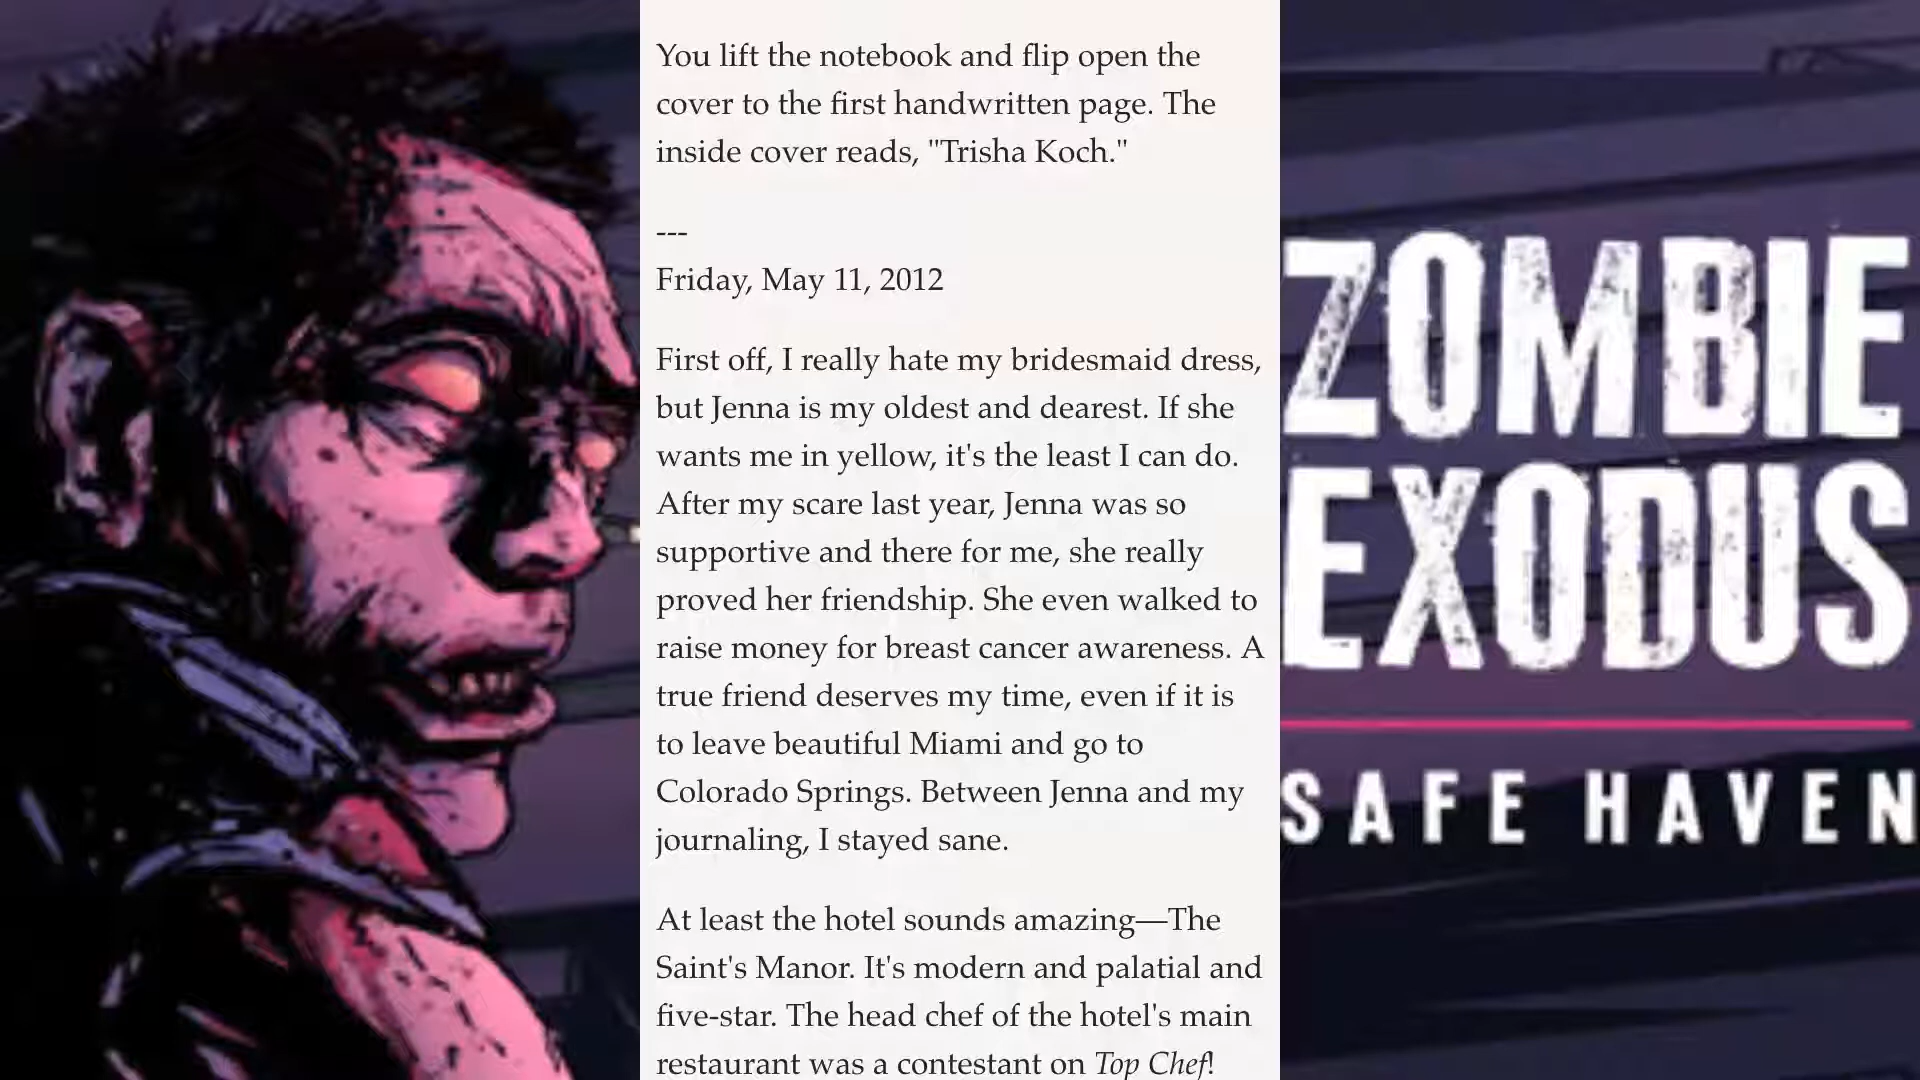 You lift the notebook and flip open the
cover to the first handwritten page. The
inside cover reads, "Trisha Koch."
---
Friday, May 11, 2012
First off, I really hate my bridesmaid dress,
but Jenna is my oldest and dearest. If she
wants me in yellow, it's the least I can do.
After my scare last year, Jenna was so
supportive and there for me, she really
proved her friendship. She even walked to
raise money for breast cancer awareness. A
true friend deserves my time, even if it is
to leave beautiful Miami and go to
Colorado Springs. Between Jenna and my
journaling, I stayed sane.
At least the hotel sounds amazing—The
Saint's Manor. It's modern and palatial and
five-star. The head chef of the hotel's main
restaurant was a contestant on Top Chef!
ZOMBIE
EXODUS
SAFE HAVEN